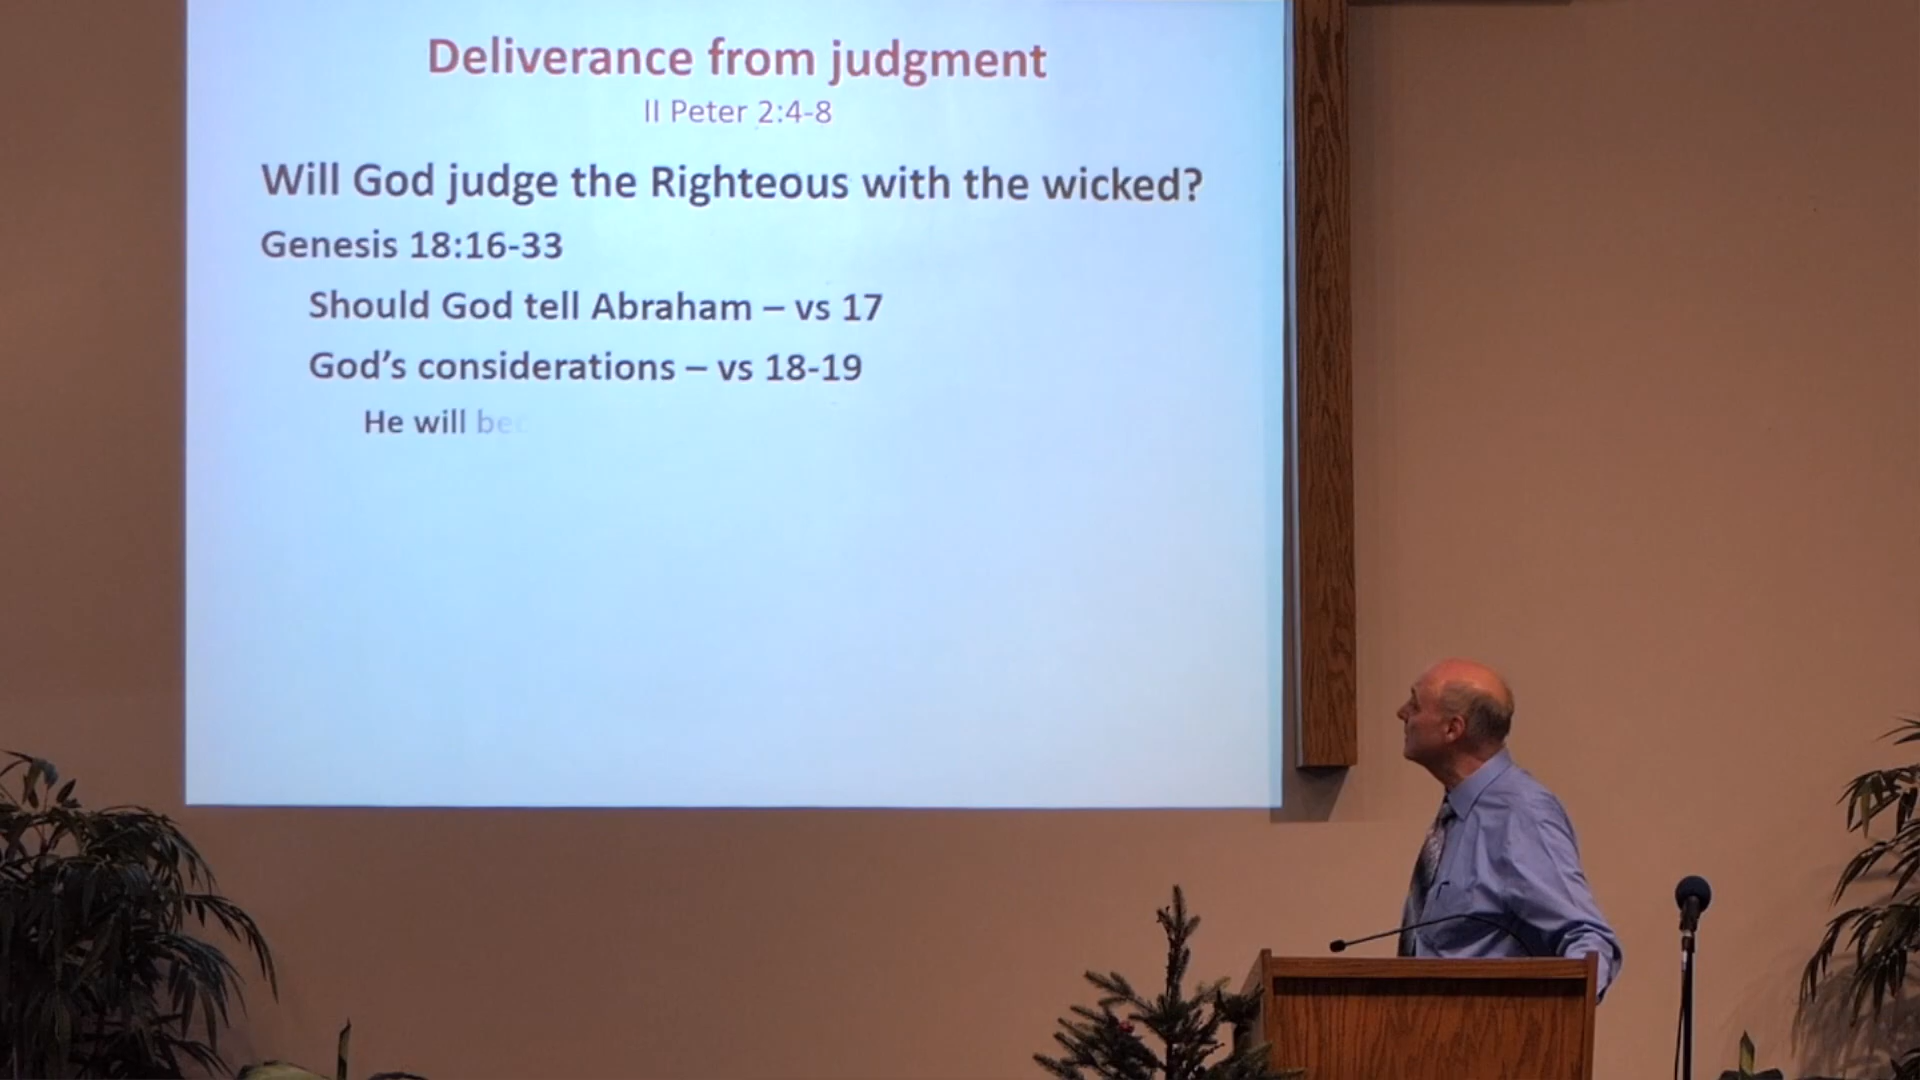 Deliverance from judgment
II Peter 2:4-8
Will God judge the Righteous with the wicked?
Genesis 18:16-33
Should God tell Abraham – vs 17
God's considerations – vs 18-19
He will